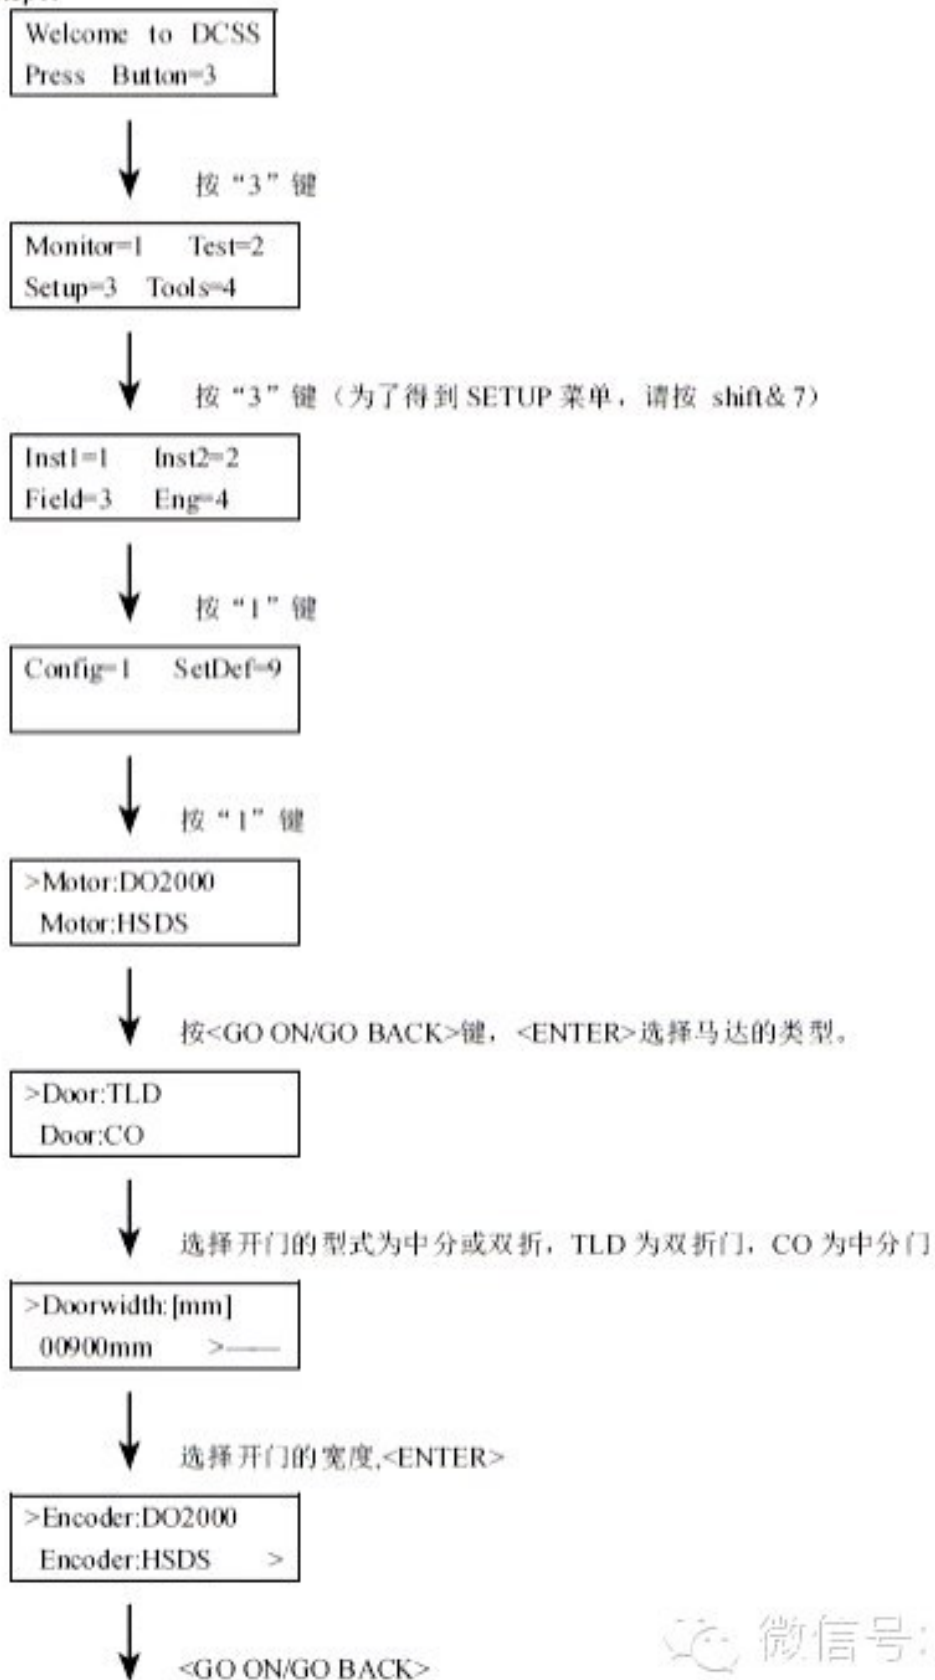 Welcome to DCSS
Press Button=3
按“3”键
Monitor=1 Test=2
Setup=3 Tools=4
按“3”键（为了得到 SETUP 菜单，请按 shift& 7）
Inst1=1 Inst2=2
Field=3 Eng=4
按“1”键
Config=1 SetDef=9
按“1”键
>Motor:DO2000
Motor:HSDS
按<GO ON/GO BACK>键，<ENTER>选择马达的类型。
>Door:TLD
Door:CO
选择开门的型式为中分或双折，TLD 为双折门，CO 为中分门
>Doorwidth:[mm]
00900mm >——
选择开门的宽度,<ENTER>
>Encoder:DO2000
Encoder:HSDS >
<GO ON/GO BACK>
微信号: